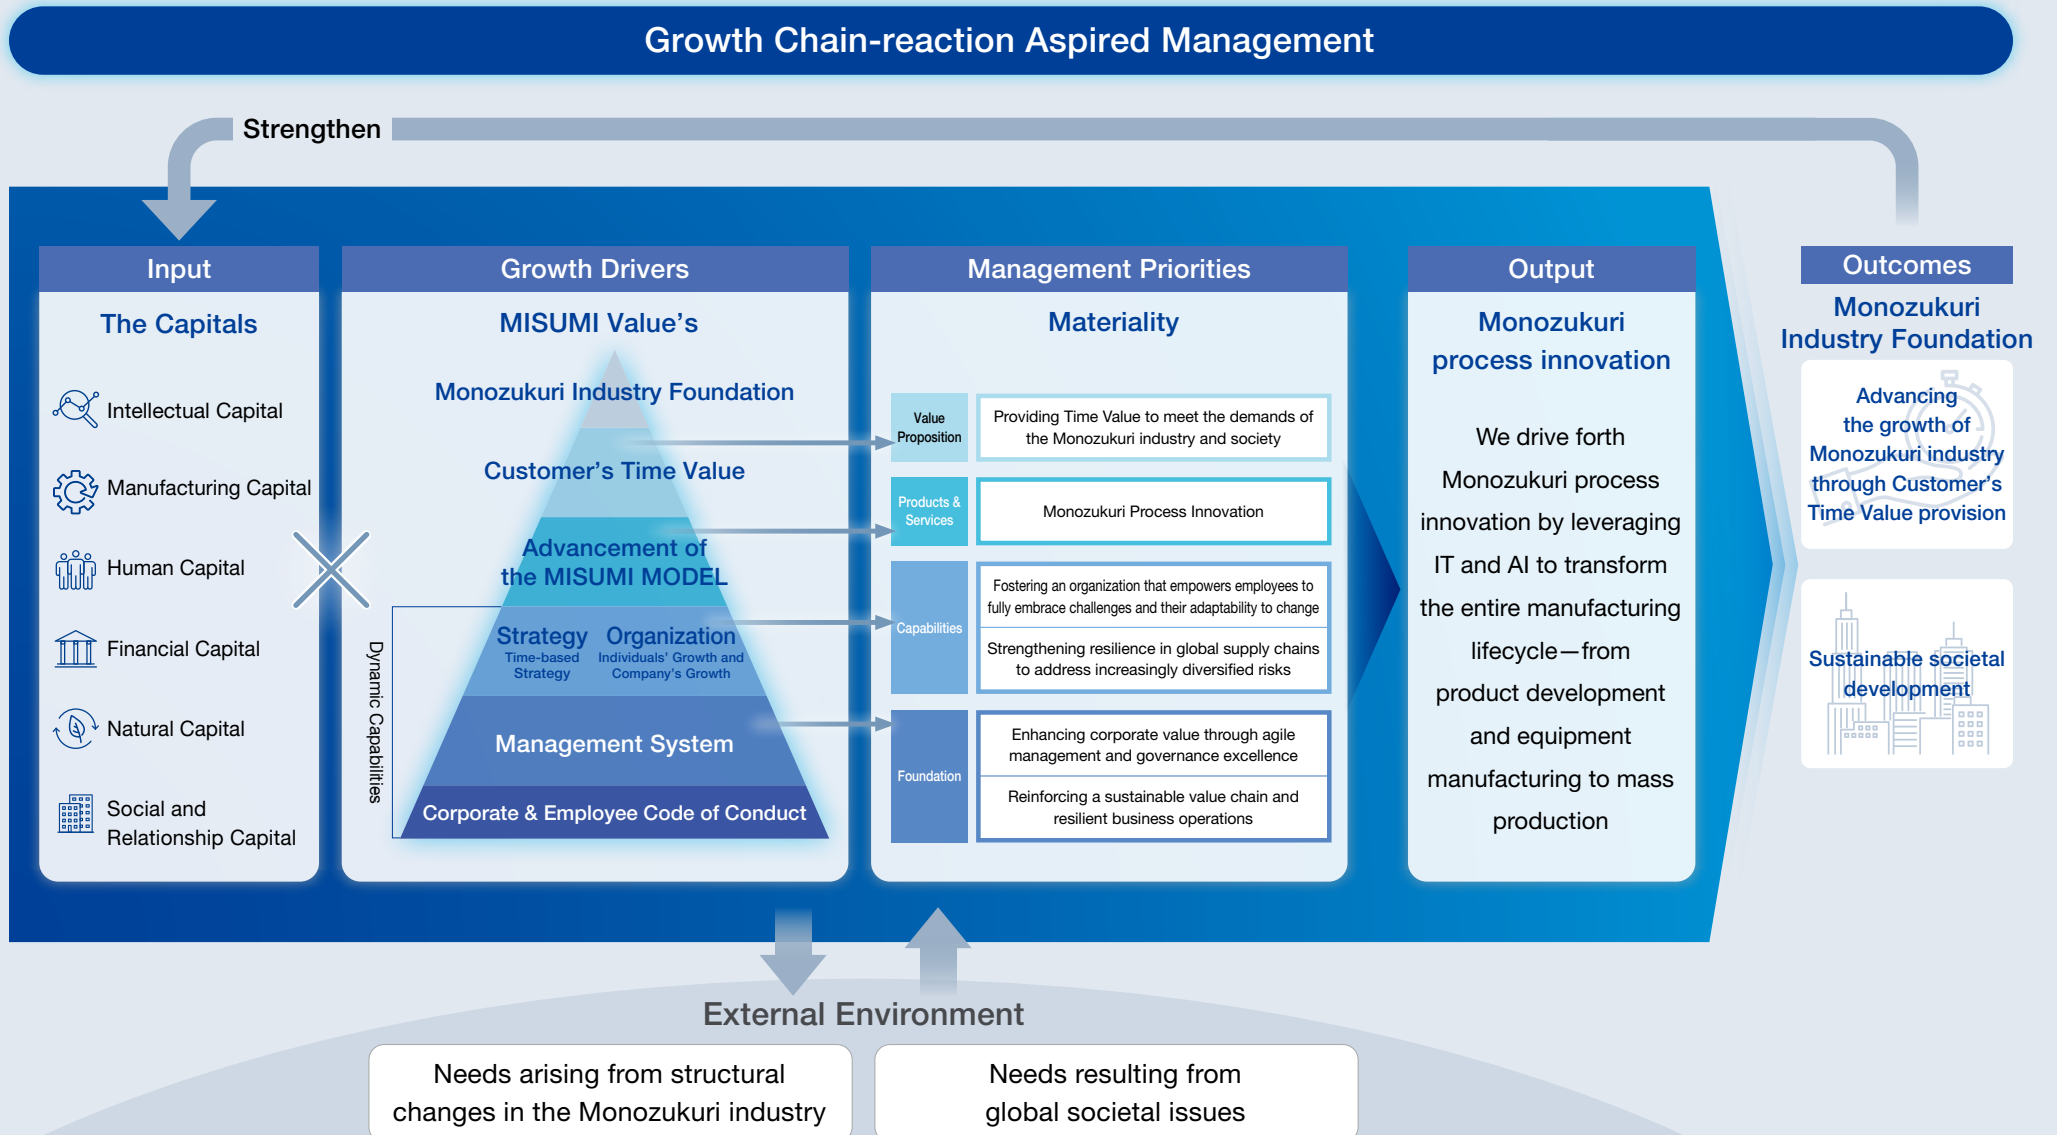 Growth Chain-reaction Aspired Management
Strengthen
Input
The Capitals
Intellectual Capital
Manufacturing Capital
Human Capital
Financial Capital
Natural Capital
Social and
Relationship Capital
Growth Drivers
MISUMI Value's
Monozukuri Industry Foundation
Customer's Time Value
Advancement of
the MISUMI MODEL
Strategy
Time-based
Strategy
Organization
Individuals' Growth and
Company's Growth
Management System
Corporate & Employee Code of Conduct
Dynamic Capabilities
Management Priorities
Materiality
Value
Proposition
Providing Time Value to meet the demands of
the Monozukuri industry and society
Products &
Services
Monozukuri Process Innovation
Capabilities
Fostering an organization that empowers employees to
fully embrace challenges and their adaptability to change
Strengthening resilience in global supply chains
to address increasingly diversified risks
Foundation
Enhancing corporate value through agile
management and governance excellence
Reinforcing a sustainable value chain and
resilient business operations
Output
Monozukuri
process innovation
We drive forth
Monozukuri process
innovation by leveraging
IT and AI to transform
the entire manufacturing
lifecycle—from
product development
and equipment
manufacturing to mass
production
Outcomes
Monozukuri
Industry Foundation
Advancing
the growth of
Monozukuri industry
through Customer's
Time Value provision
Sustainable societal
development
External Environment
Needs arising from structural
changes in the Monozukuri industry
Needs resulting from
global societal issues